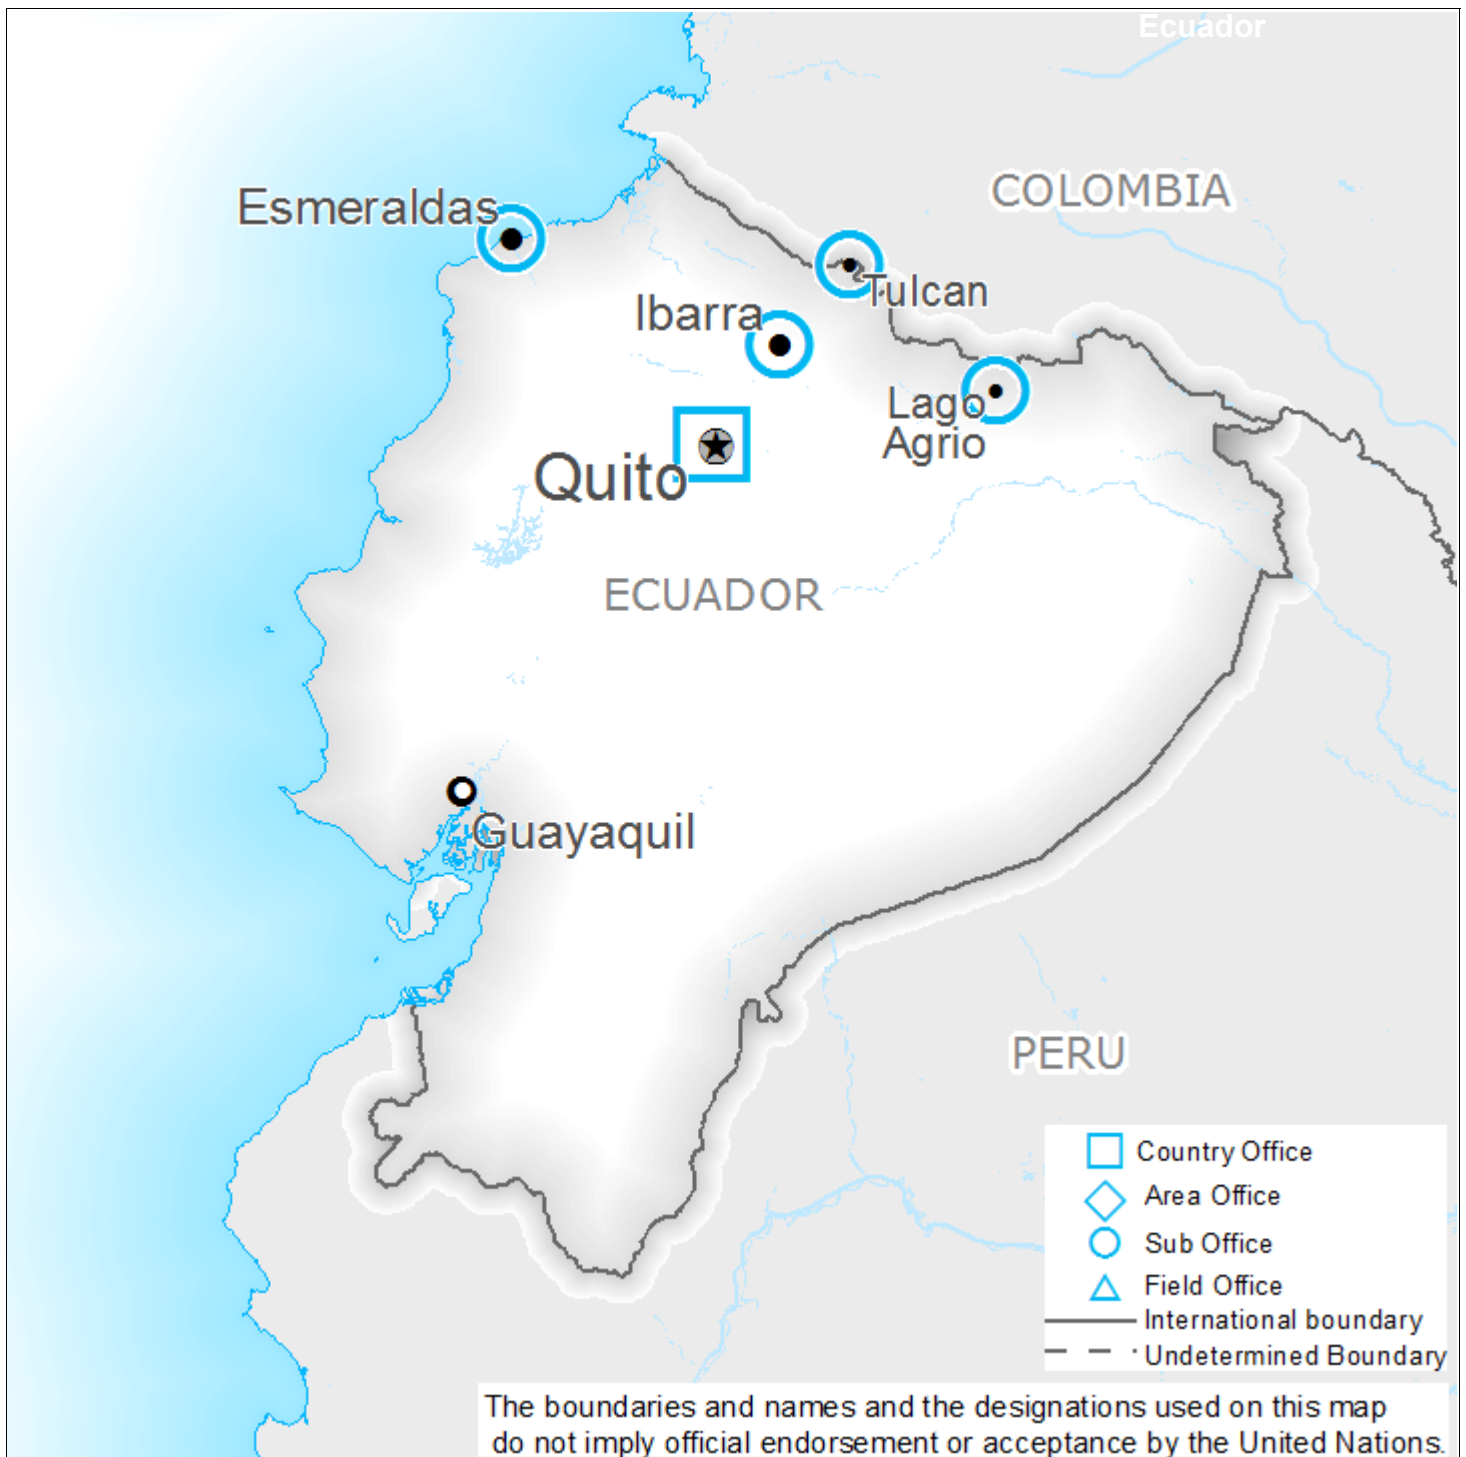 Ecuador
COLOMBIA
Esmeraldas
Tulcan
Ibarra
Lago
Agrio
Quito
ECUADOR
Guayaquil
PERU
Country Office
Area Office
Sub Office
Field Office
International boundary
Undetermined Boundary
The boundaries and names and the designations used on this map
do not imply official endorsement or acceptance by the United Nations.